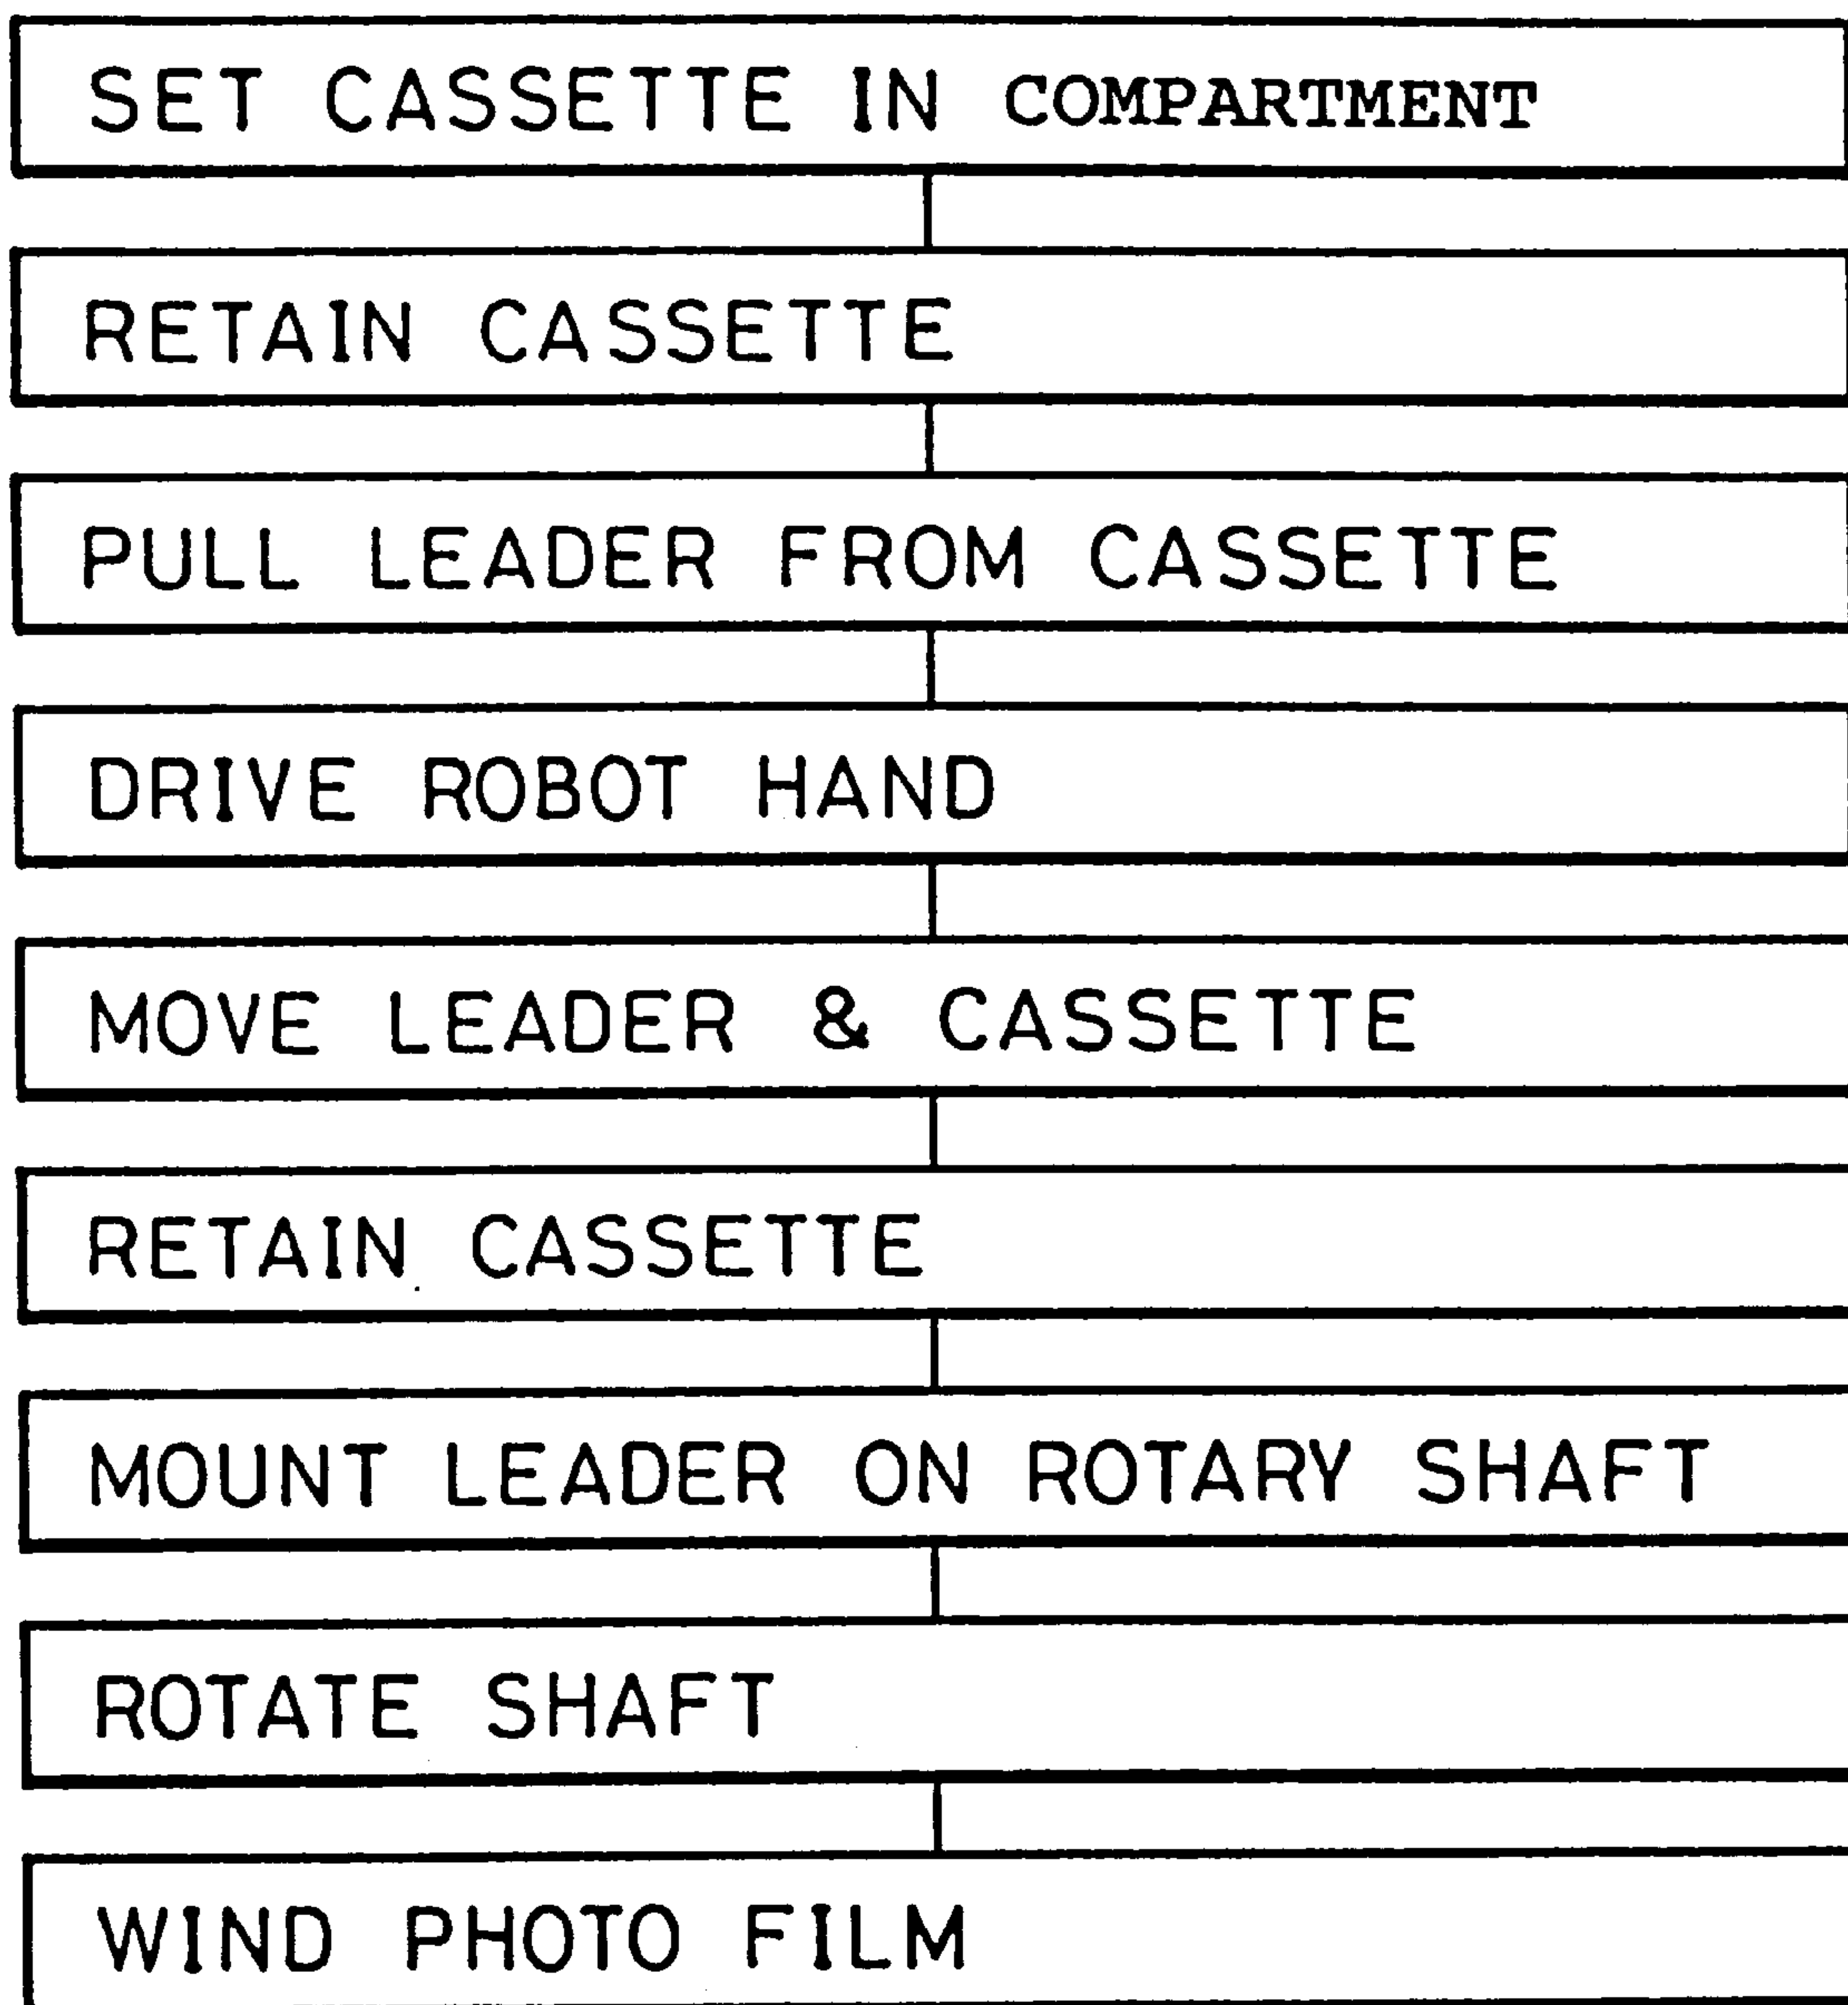 SET CASSETTE IN COMPARTMENT
RETAIN CASSETTE
PULL LEADER FROM CASSETTE
DRIVE ROBOT HAND
MOVE LEADER & CASSETTE
RETAIN CASSETTE
MOUNT LEADER ON ROTARY SHAFT
ROTATE SHAFT
WIND PHOTO FILM